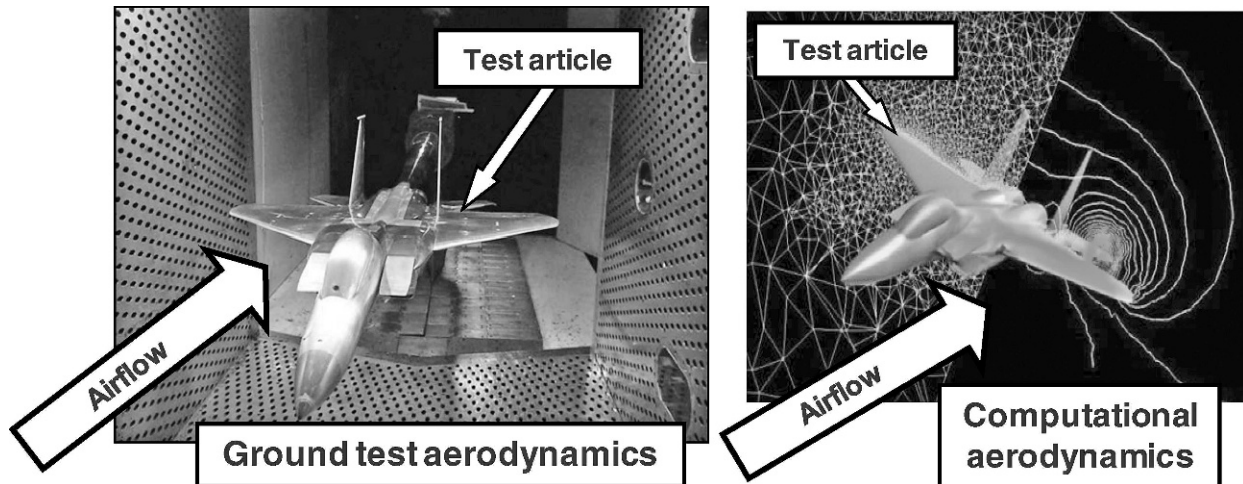 Test article
Airflow
Ground test aerodynamics
Test article
Airflow
Computational
aerodynamics